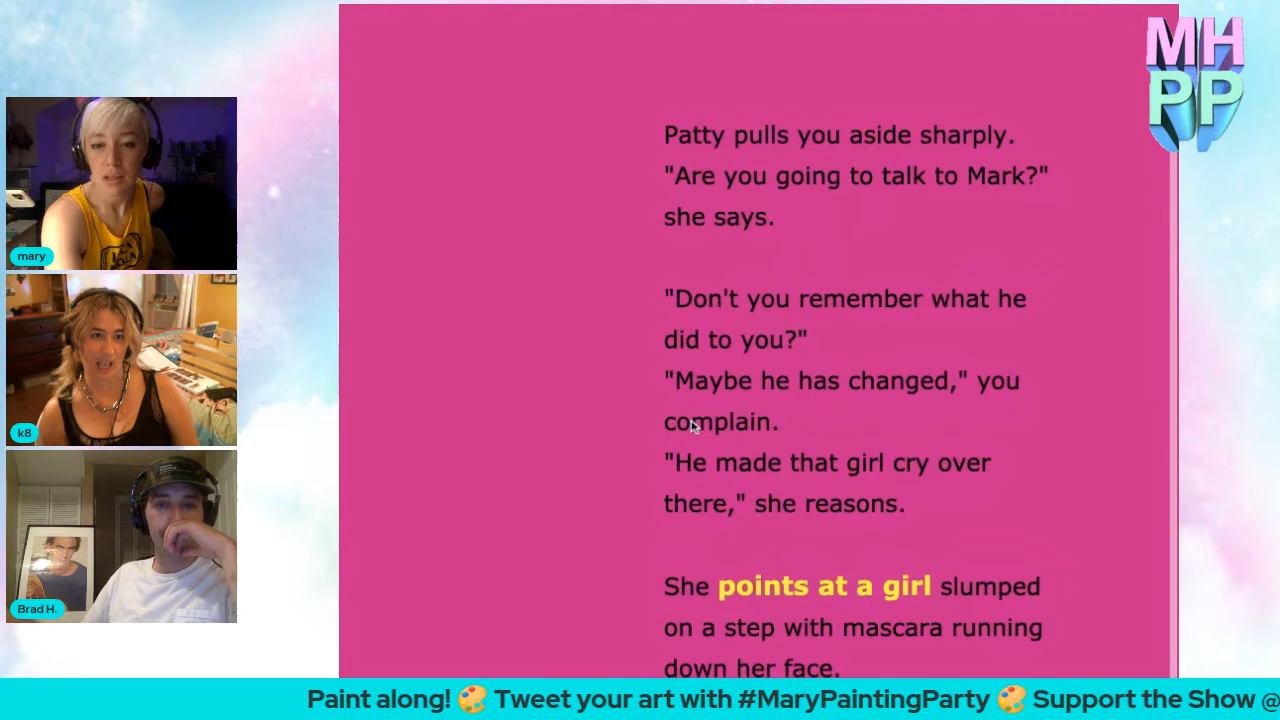 MH
PP
Patty pulls you aside sharply.
"Are you going to talk to Mark?"
she says.
"Don't you remember what he
did to you?"
"Maybe he has changed," you
complain.
"He made that girl cry over
there," she reasons.
She points at a girl slumped
on a step with mascara running
down her face.
mary
k8
Brad H.
Paint along! 🎨 Tweet your art with #MaryPaintingParty 🎨 Support the Show @